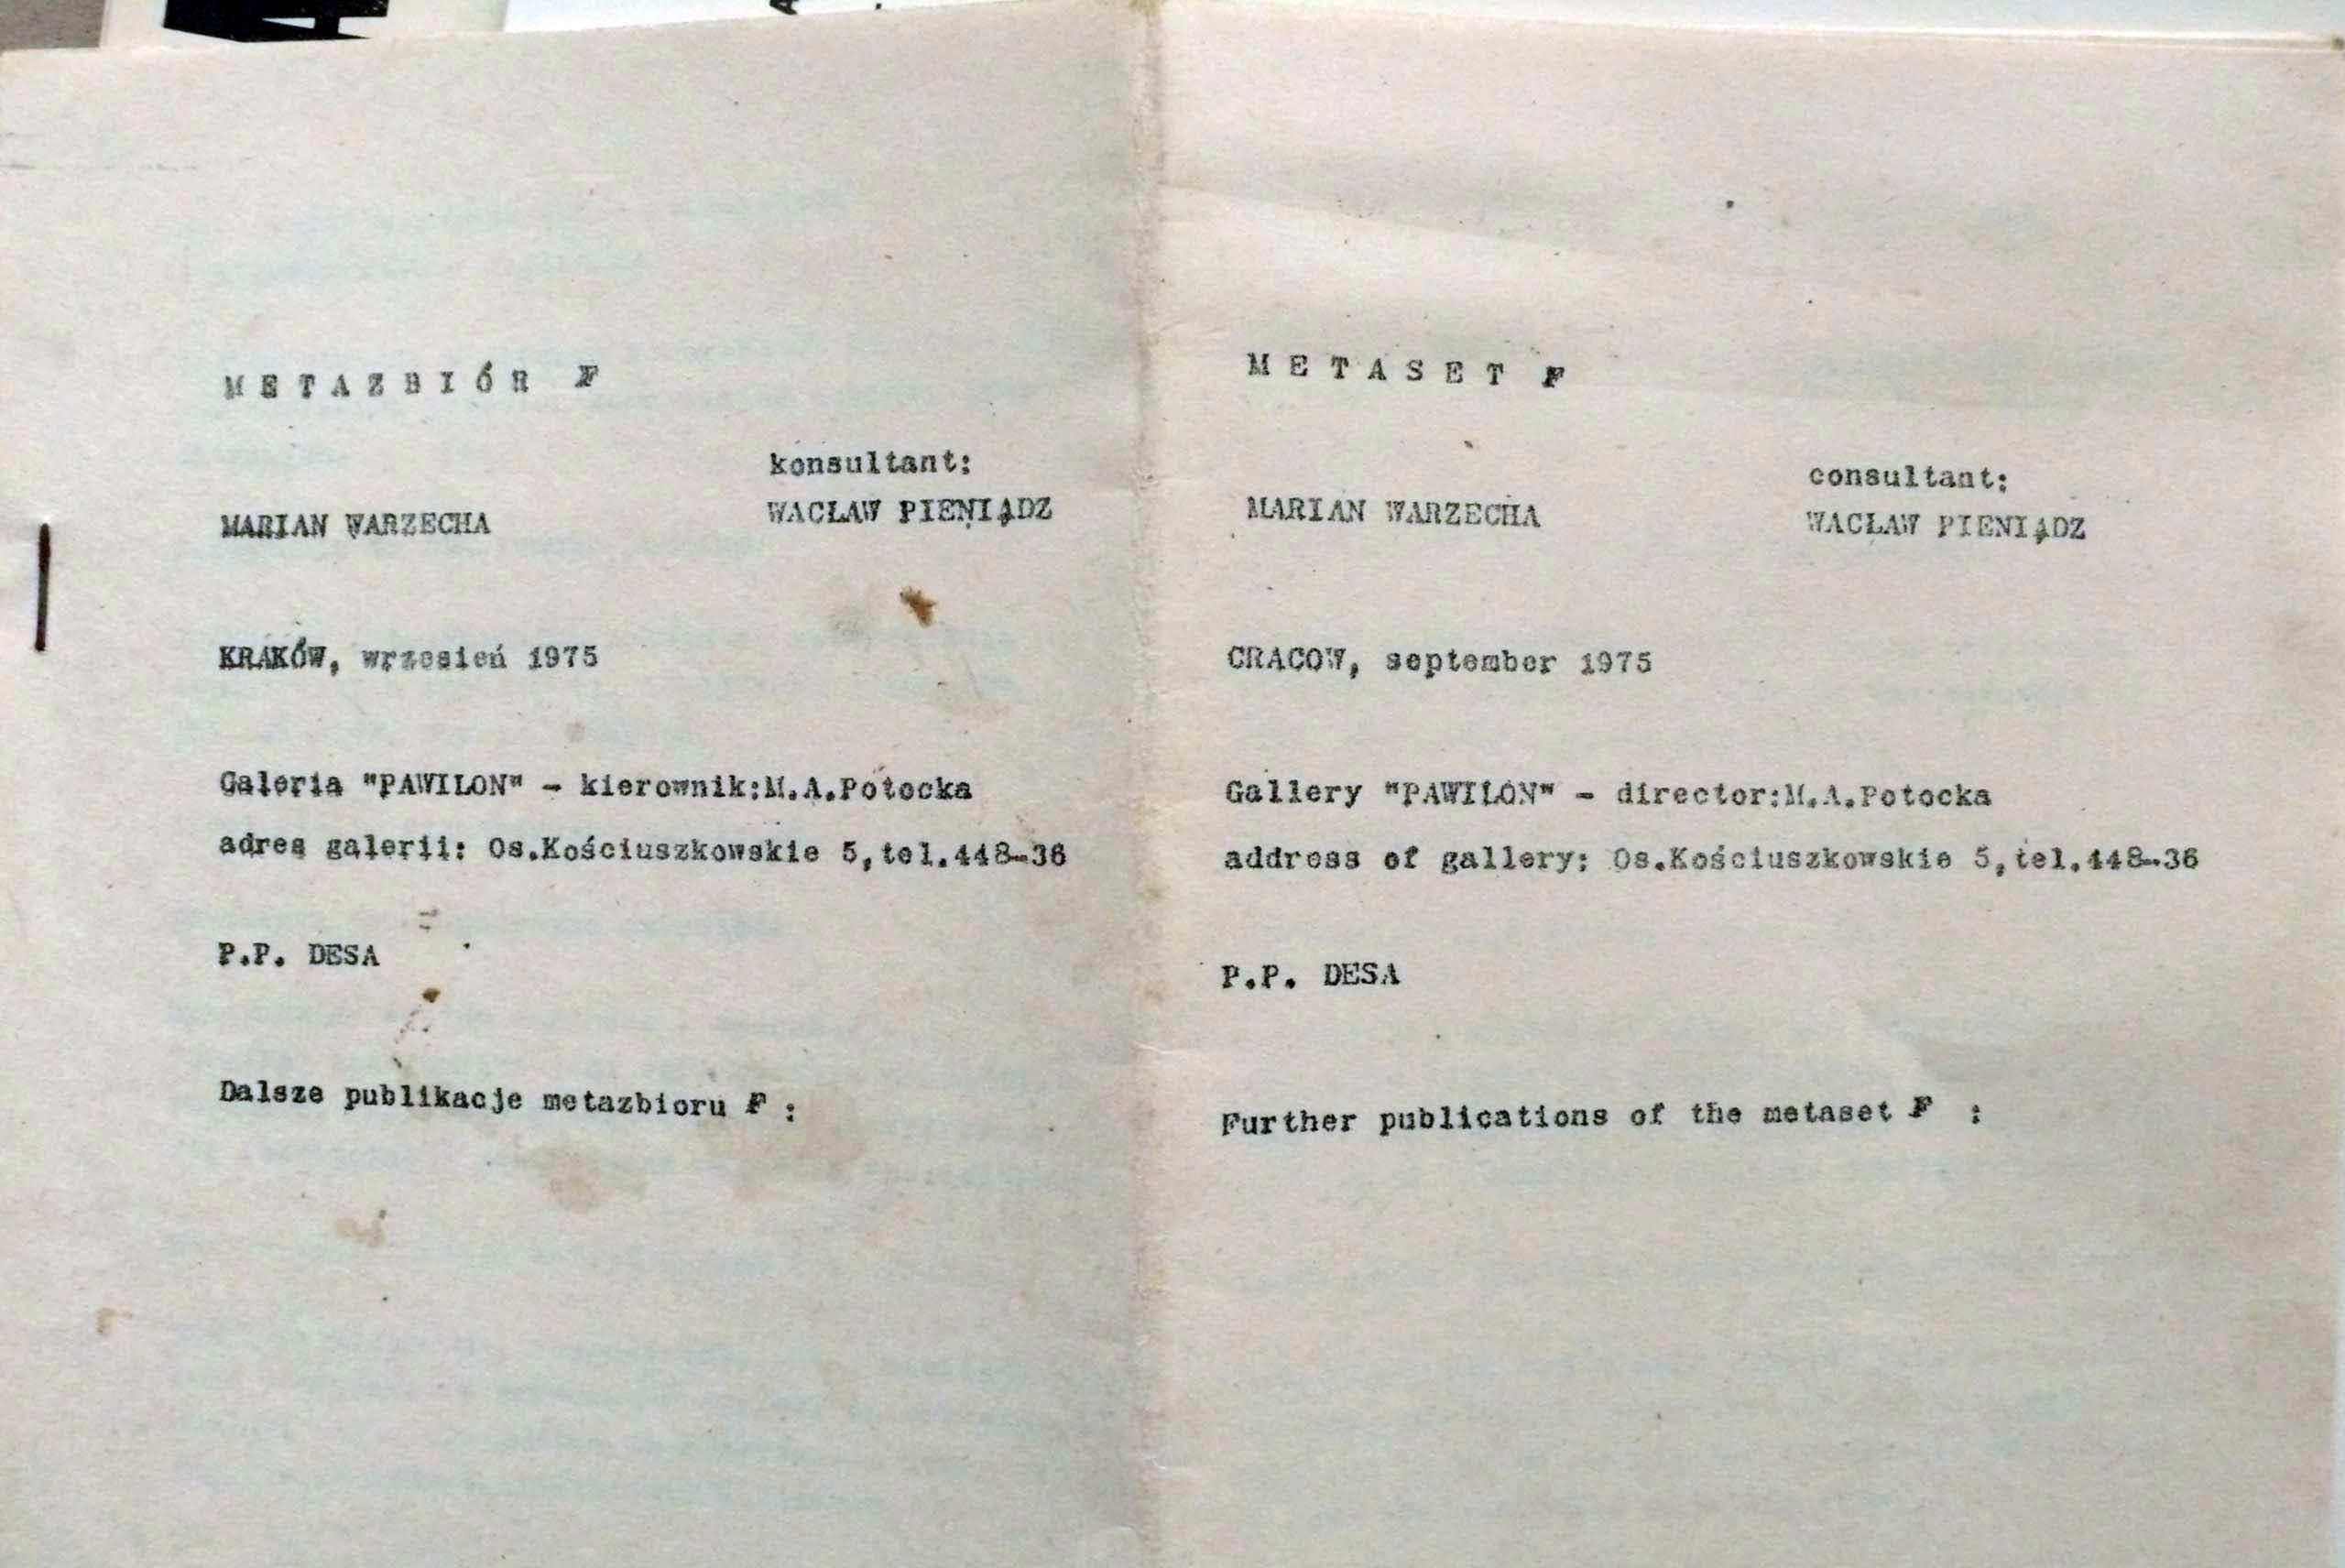 METAZBIÓR F
konsultant:
MARIAN WARZECHA
WACŁAW PIENIĄDZ
KRAKÓW, wrzesień 1975
Galeria "PAWILON" - kierownik:M.A.Potocka
adres galerii: Os.Kościuszkowskie 5,tel.448-36
P.P. DESA
Dalsze publikacje metazbioru F :
METASET F
consultant:
MARIAN WARZECHA
WACŁAW PIENIĄDZ
CRACOW, september 1975
Gallery "PAWILON" - director:M.A.Potocka
address of gallery: Os.Kościuszkowskie 5,tel.448-36
P.P. DESA
Further publications of the metaset F :